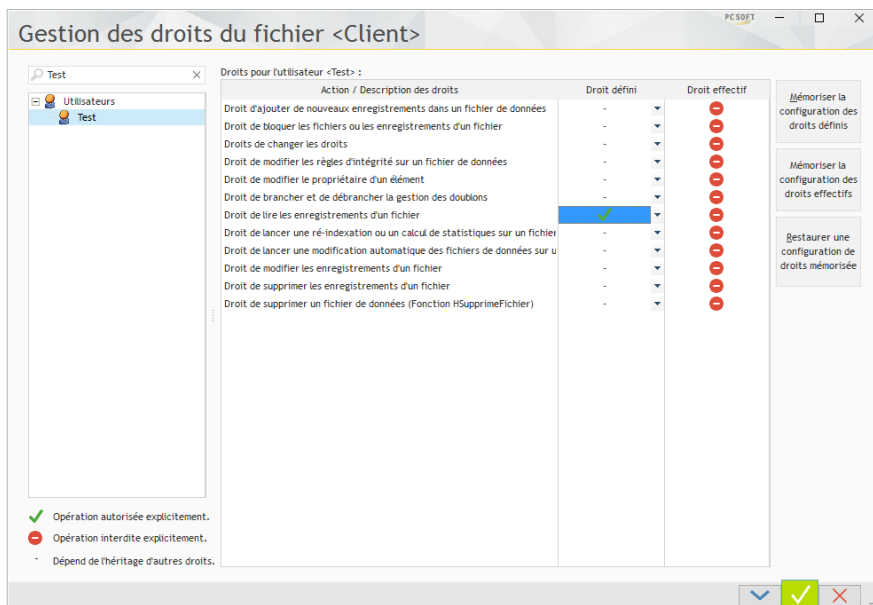 PC SOFT
Gestion des droits du fichier <Client>
Test
Droits pour l'utilisateur <Test> :
Utilisateurs
Test
Action / Description des droits Droit défini Droit effectif
Droit d'ajouter de nouveaux enregistrements dans un fichier de données -
Droit de bloquer les fichiers ou les enregistrements d'un fichier -
Droits de changer les droits -
Droit de modifier les règles d'intégrité sur un fichier de données -
Droit de modifier le propriétaire d'un élément -
Droit de brancher et de débrancher la gestion des doublons -
Droit de lire les enregistrements d'un fichier
Droit de lancer une ré-indexation ou un calcul de statistiques sur un fichier -
Droit de lancer une modification automatique des fichiers de données sur u -
Droit de modifier les enregistrements d'un fichier -
Droit de supprimer les enregistrements d'un fichier -
Droit de supprimer un fichier de données (Fonction HSupprimeFichier) -
Mémoriser la
configuration des
droits définis
Mémoriser la
configuration des
droits effectifs
Restaurer une
configuration de
droits mémorisée
Opération autorisée explicitement.
Opération interdite explicitement.
- Dépend de l'héritage d'autres droits.